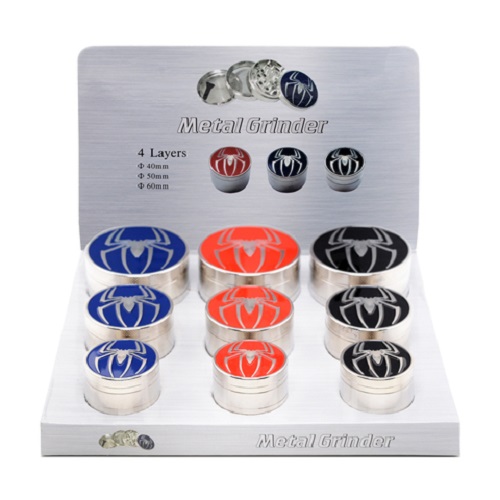 Metal Grinder
4 Layers
Φ 40mm
Φ 50mm
Φ 60mm
Metal Grinder